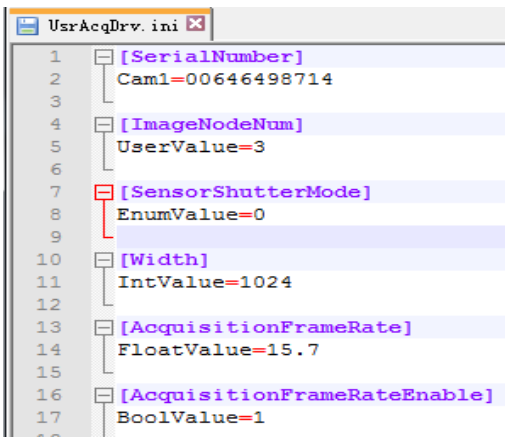 UsrAcqDrv.ini
1 [SerialNumber]
2 Cam1=00646498714
3
4 [ImageNodeNum]
5 UserValue=3
6
7 [SensorShutterMode]
8 EnumValue=0
9
10 [Width]
11 IntValue=1024
12
13 [AcquisitionFrameRate]
14 FloatValue=15.7
15
16 [AcquisitionFrameRateEnable]
17 BoolValue=1